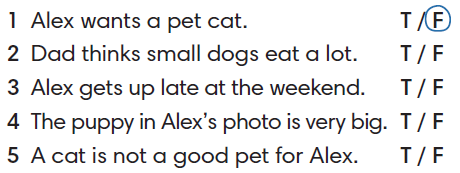 1 Alex wants a pet cat. T / F
2 Dad thinks small dogs eat a lot. T / F
3 Alex gets up late at the weekend. T / F
4 The puppy in Alex's photo is very big. T / F
5 A cat is not a good pet for Alex. T / F